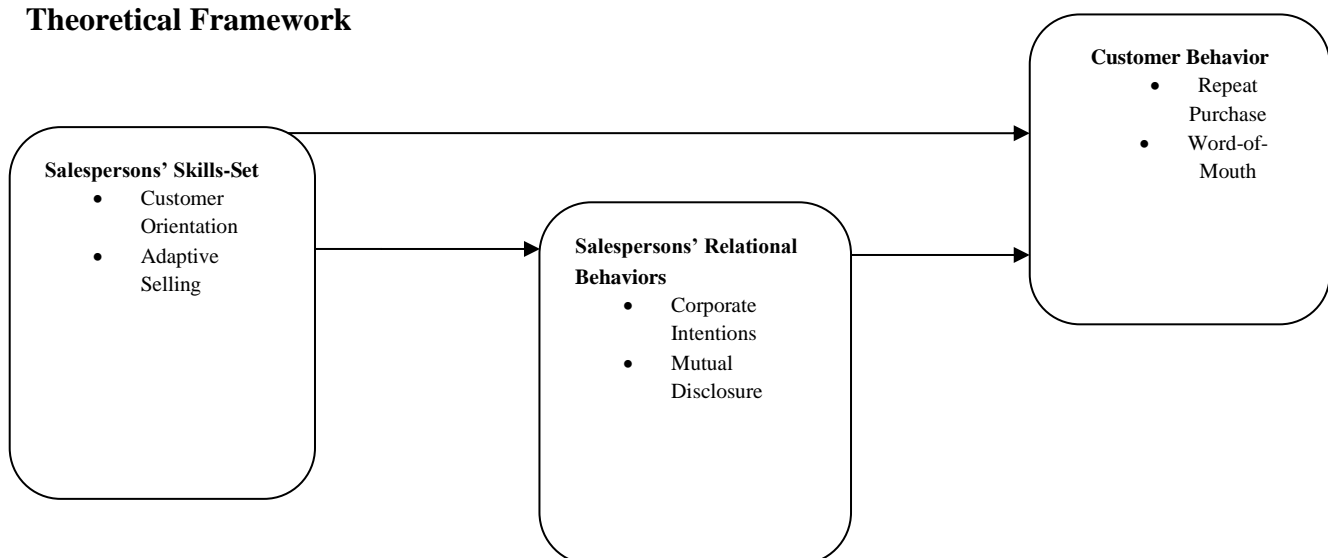 Theoretical Framework
Customer Behavior
• Repeat
Purchase
• Word-of-
Mouth
Salespersons’ Skills-Set
• Customer
Orientation
• Adaptive
Selling
Salespersons’ Relational
Behaviors
• Corporate
Intentions
• Mutual
Disclosure